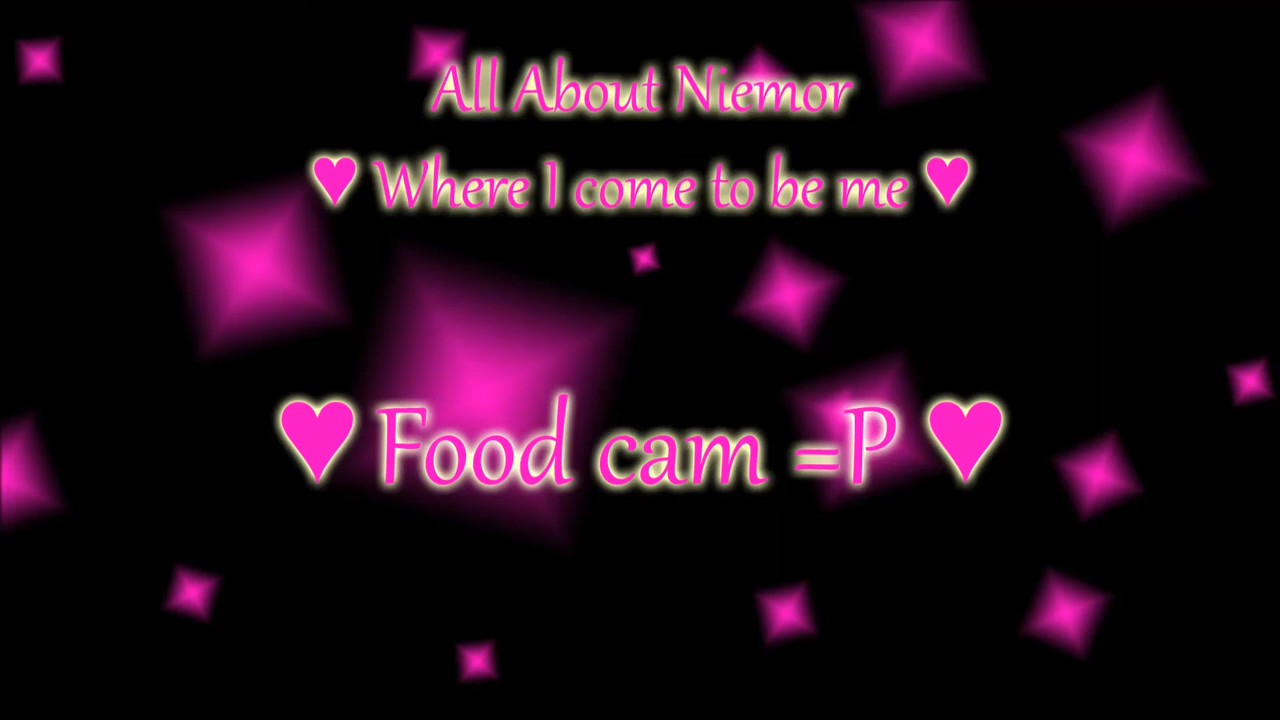 All About Niemor
♥ Where I come to be me ♥
♥ Food cam =P ♥